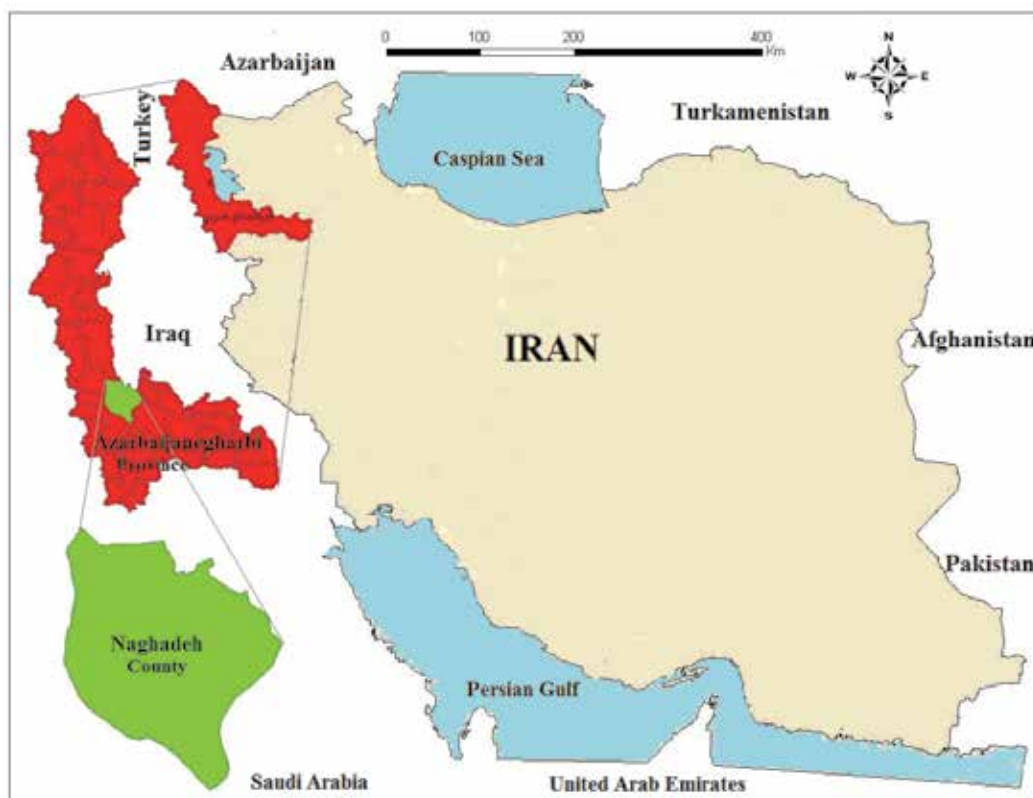 0 100 200 400
Km
N
W E
S
Azarbaijan
Turkey
Turkamenistan
Caspian Sea
Iraq
IRAN
Afghanistan
Azarbaijanegharbi
Province
Pakistan
Naghadeh
County
Persian Gulf
Saudi Arabia
United Arab Emirates